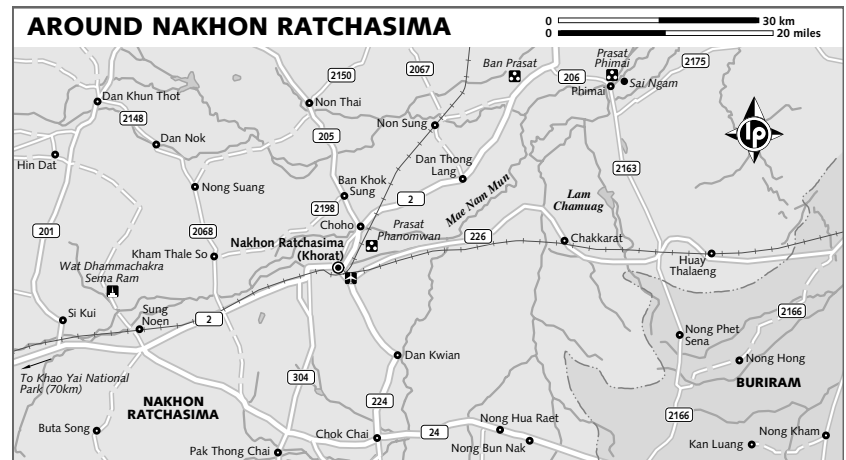 AROUND NAKHON RATCHASIMA
0 30 km
0 20 miles
Ban Prasat
Prasat
Phimai
2067
2150
206
2175
Phimai
Sai Ngam
Dan Khun Thot
Non Thai
2148
Non Sung
205
lp
Dan Nok
Hin Dat
Dan Thong
Lang
2163
Nong Suang
Ban Khok
Sung
2
Mae Nam Mun
Lam
Chamuag
2198
201
2068
Choho
Prasat
Phanomwan
Nakhon Ratchasima
(Khorat)
226
Chakkarat
Kham Thale So
Huay
Thalaeng
Wat Dhammachakra
Sema Ram
Si Kui
Sung
Noen
2
2166
Nong Phet
Sena
Dan Kwian
Nong Hong
To Khao Yai National
Park (70km)
304
BURIRAM
NAKHON
RATCHASIMA
224
2166
Buta Song
Chok Chai
24
Nong Hua Raet
Nong Kham
Pak Thong Chai
Nong Bun Nak
Kan Luang